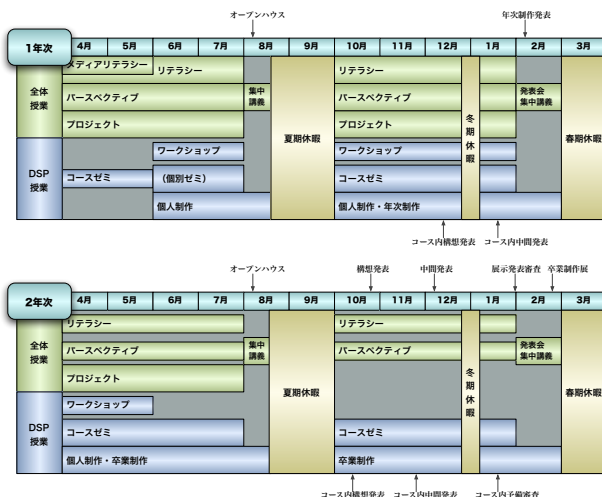 オープンハウス
年次制作発表
1年次
4月
5月
6月
7月
8月
9月
10月
11月
12月
1月
2月
3月
全体
授業
メディアリテラシー
リテラシー
リテラシー
パースペクティブ
集中
講義
パースペクティブ
発表会
集中講義
プロジェクト
プロジェクト
夏期休暇
冬
期
休
暇
春期休暇
DSP
授業
ワークショップ
ワークショップ
コースゼミ
（個別ゼミ）
コースゼミ
個人制作
個人制作・年次制作
コース内構想発表
コース内中間発表
オープンハウス
構想発表
中間発表
展示発表審査
卒業制作展
2年次
4月
5月
6月
7月
8月
9月
10月
11月
12月
1月
2月
3月
全体
授業
リテラシー
リテラシー
パースペクティブ
集中
講義
パースペクティブ
発表会
集中講義
プロジェクト
夏期休暇
冬
期
休
暇
春期休暇
DSP
授業
ワークショップ
コースゼミ
コースゼミ
個人制作・卒業制作
卒業制作
コース内構想発表
コース内中間発表
コース内予備審査